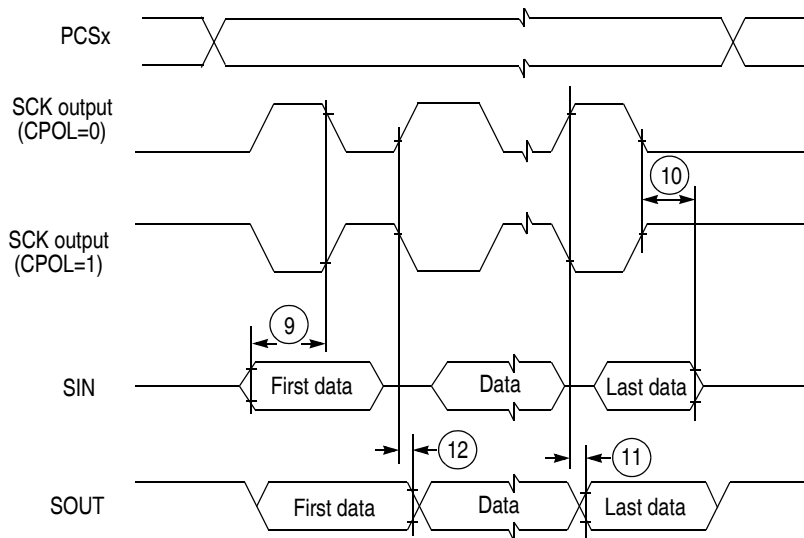 PCSx
SCK output
(CPOL=0)
10
SCK output
(CPOL=1)
9
SIN
First data
Data
Last data
12
11
SOUT
First data
Data
Last data